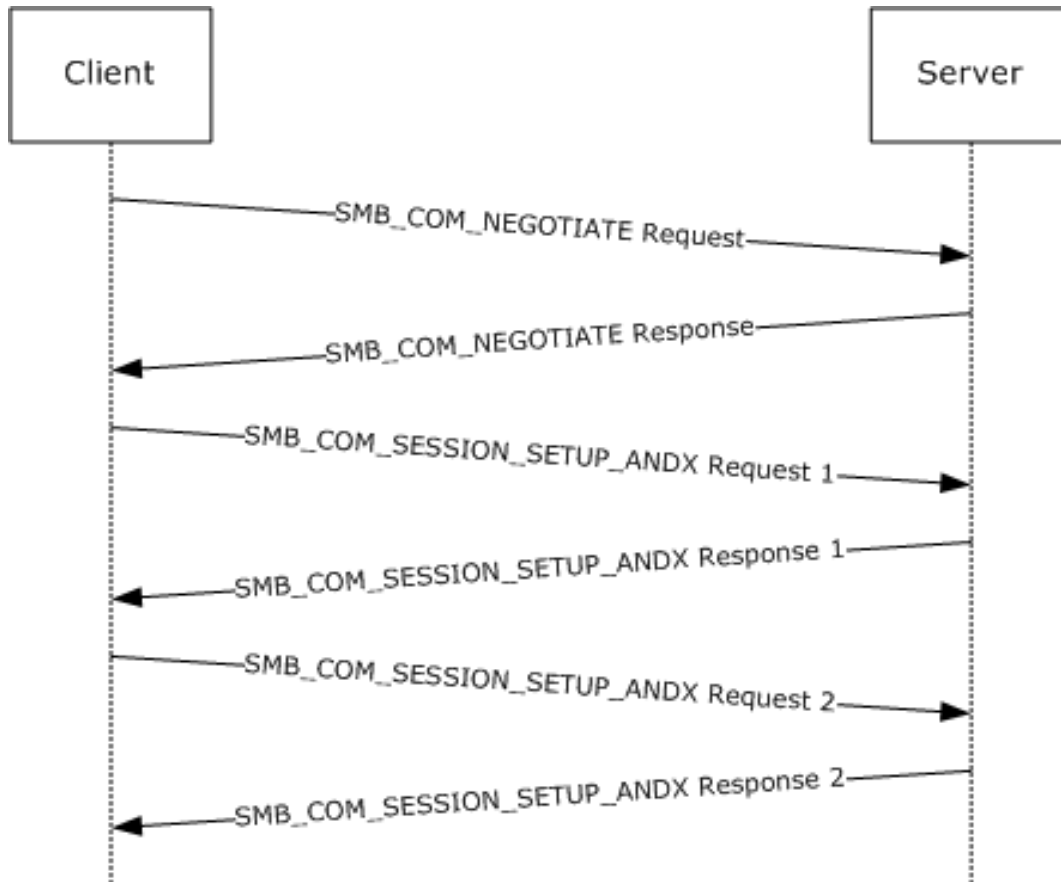 Client
Server
SMB_COM_NEGOTIATE Request
SMB_COM_NEGOTIATE Response
SMB_COM_SESSION_SETUP_ANDX Request 1
SMB_COM_SESSION_SETUP_ANDX Response 1
SMB_COM_SESSION_SETUP_ANDX Request 2
SMB_COM_SESSION_SETUP_ANDX Response 2